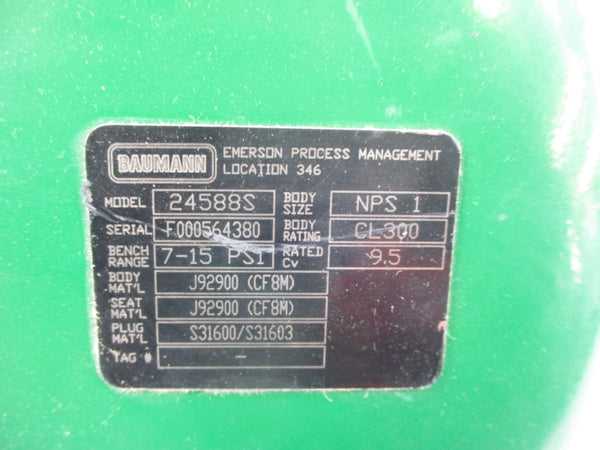 BAUMANN
EMERSON PROCESS MANAGEMENT
LOCATION 346
MODEL 24588S BODY SIZE NPS 1
SERIAL F000564380 BODY RATING CL300
BENCH RANGE 7-15 PSI RATED Cv 9.5
BODY MAT'L J92900 (CF8M)
SEAT MAT'L J92900 (CF8M)
PLUG MAT'L S31600/S31603
TAG # -